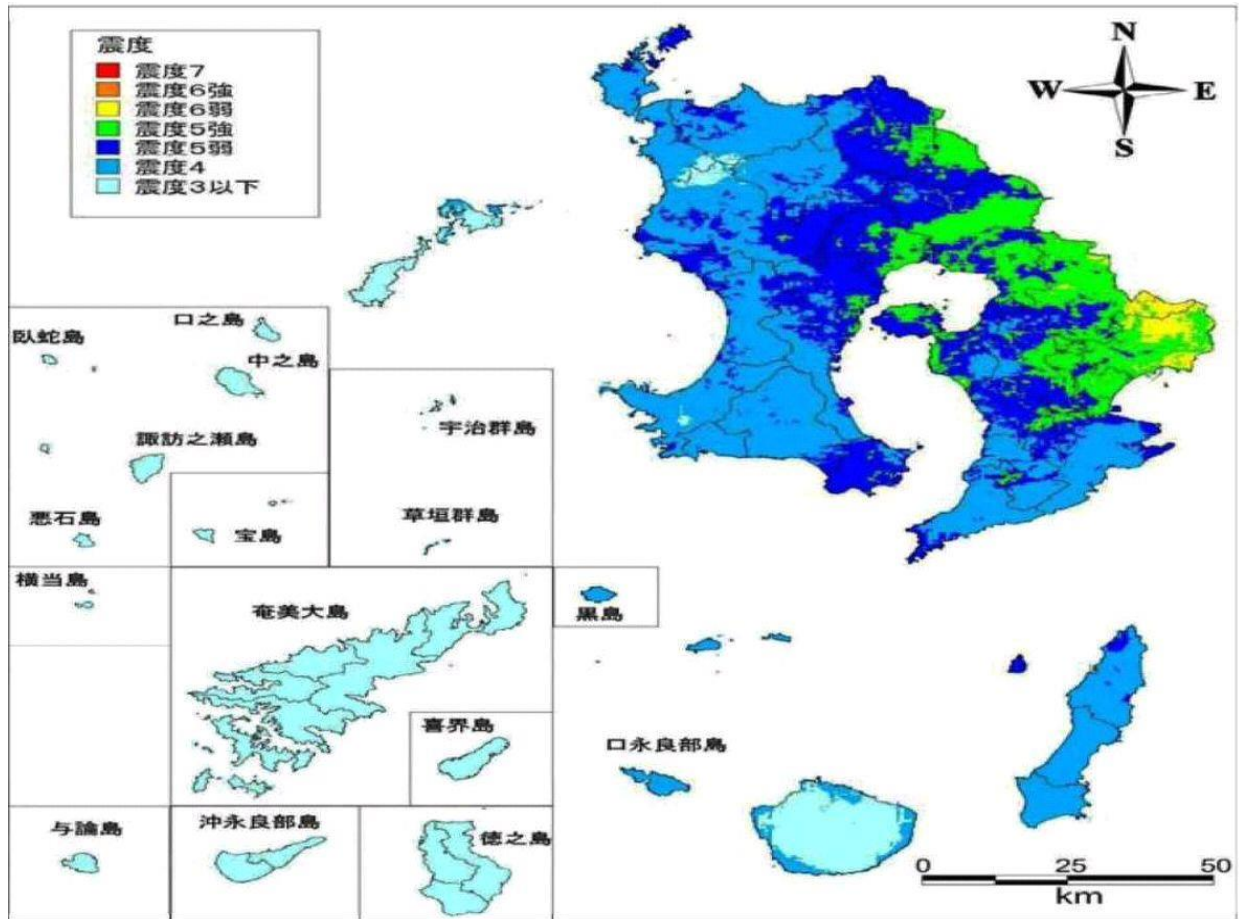 震度
震度7
震度6強
震度6弱
震度5強
震度5弱
震度4
震度3以下
N
W
E
S
口之島
臥蛇島
中之島
宇治群島
諏訪之瀬島
悪石島
宝島
草垣群島
横当島
奄美大島
黒島
喜界島
口永良部島
与論島
沖永良部島
徳之島
0 25 50
km